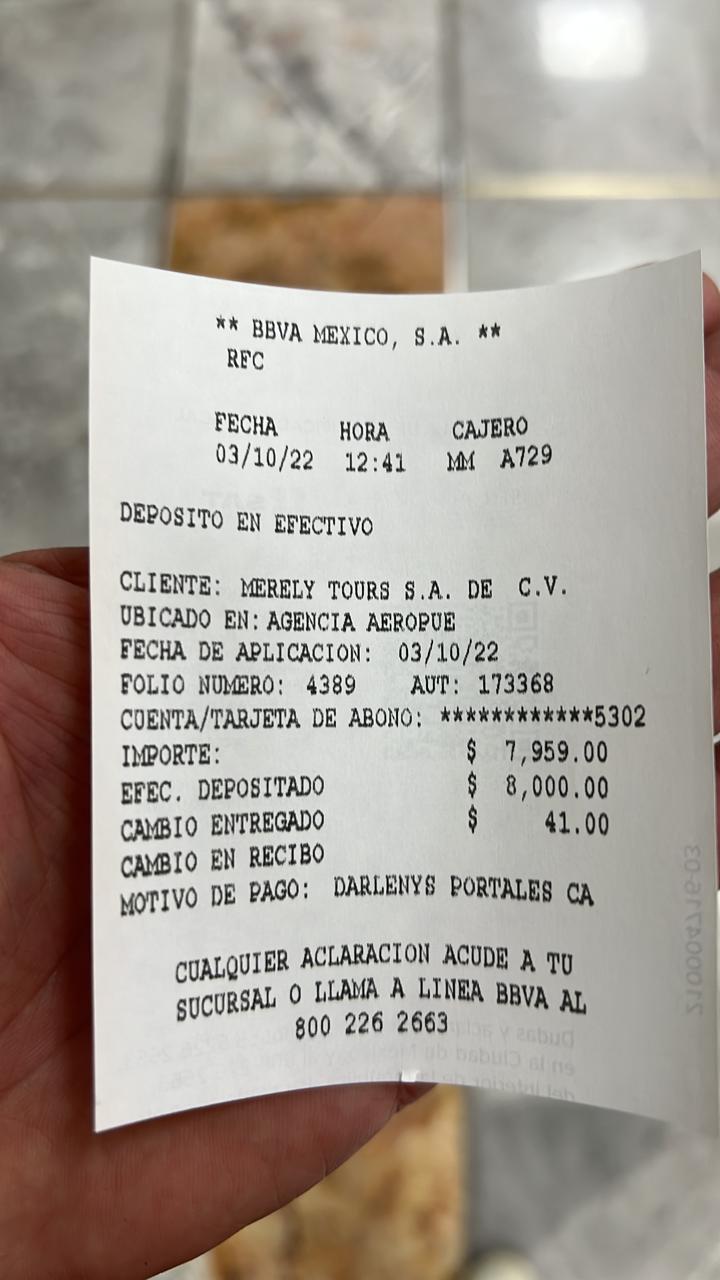 ** BBVA MEXICO, S.A. **
RFC
FECHA HORA CAJERO
03/10/22 12:41 MM A729
DEPOSITO EN EFECTIVO
CLIENTE: MERELY TOURS S.A. DE C.V.
UBICADO EN: AGENCIA AEROPUE
FECHA DE APLICACION: 03/10/22
FOLIO NUMERO: 4389 AUT: 173368
CUENTA/TARJETA DE ABONO: ************5302
IMPORTE: $ 7,959.00
EFEC. DEPOSITADO $ 8,000.00
CAMBIO ENTREGADO $ 41.00
CAMBIO EN RECIBO
MOTIVO DE PAGO: DARLENYS PORTALES CA
CUALQUIER ACLARACION ACUDE A TU
SUCURSAL O LLAMA A LINEA BBVA AL
800 226 2663